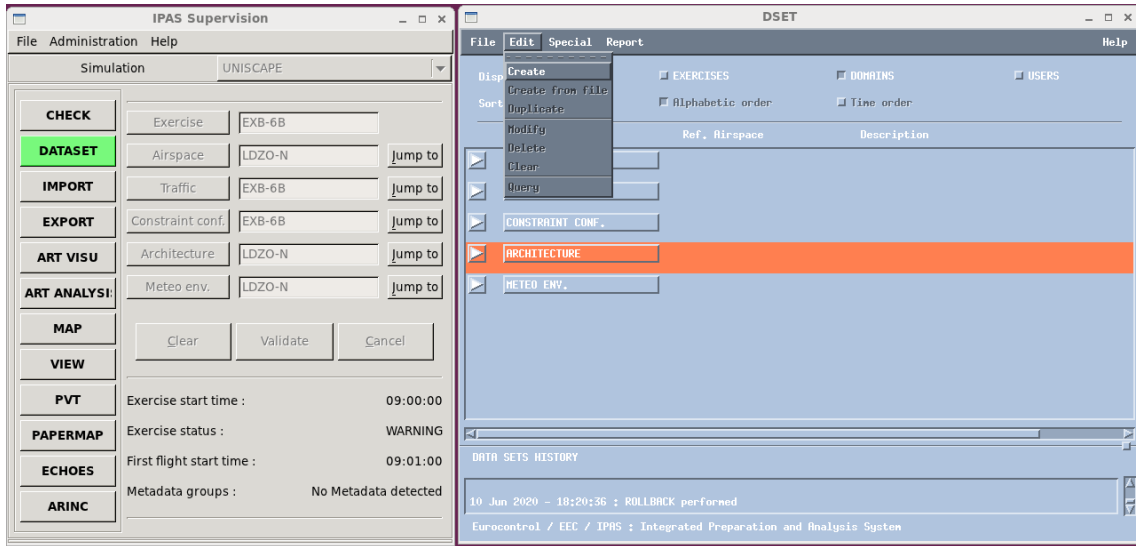 IPAS Supervision
File Administration Help
Simulation UNISCAPE
CHECK
DATASET
IMPORT
EXPORT
ART VISU
ART ANALYSI
MAP
VIEW
PVT
PAPERMAP
ECHOES
ARINC
Exercise EXB-6B
Airspace LDZO-N Jump to
Traffic EXB-6B Jump to
Constraint conf. EXB-6B Jump to
Architecture LDZO-N Jump to
Meteo env. LDZO-N Jump to
Clear Validate Cancel
Exercise start time : 09:00:00
Exercise status : WARNING
First flight start time : 09:01:00
Metadata groups : No Metadata detected
DSET
File Edit Special Report Help
Create
Create from file
Duplicate
Modify
Delete
Clear
Query
Disp EXERCISES DOMAINS USERS
Sort Alphabetic order Time order
Ref. Airspace Description
CONSTRAINT CONF.
ARCHITECTURE
METEO ENV.
DATA SETS HISTORY
10 Jun 2020 - 18:20:36 : ROLLBACK performed
Eurocontrol / EEC / IPAS : Integrated Preparation and Analysis System